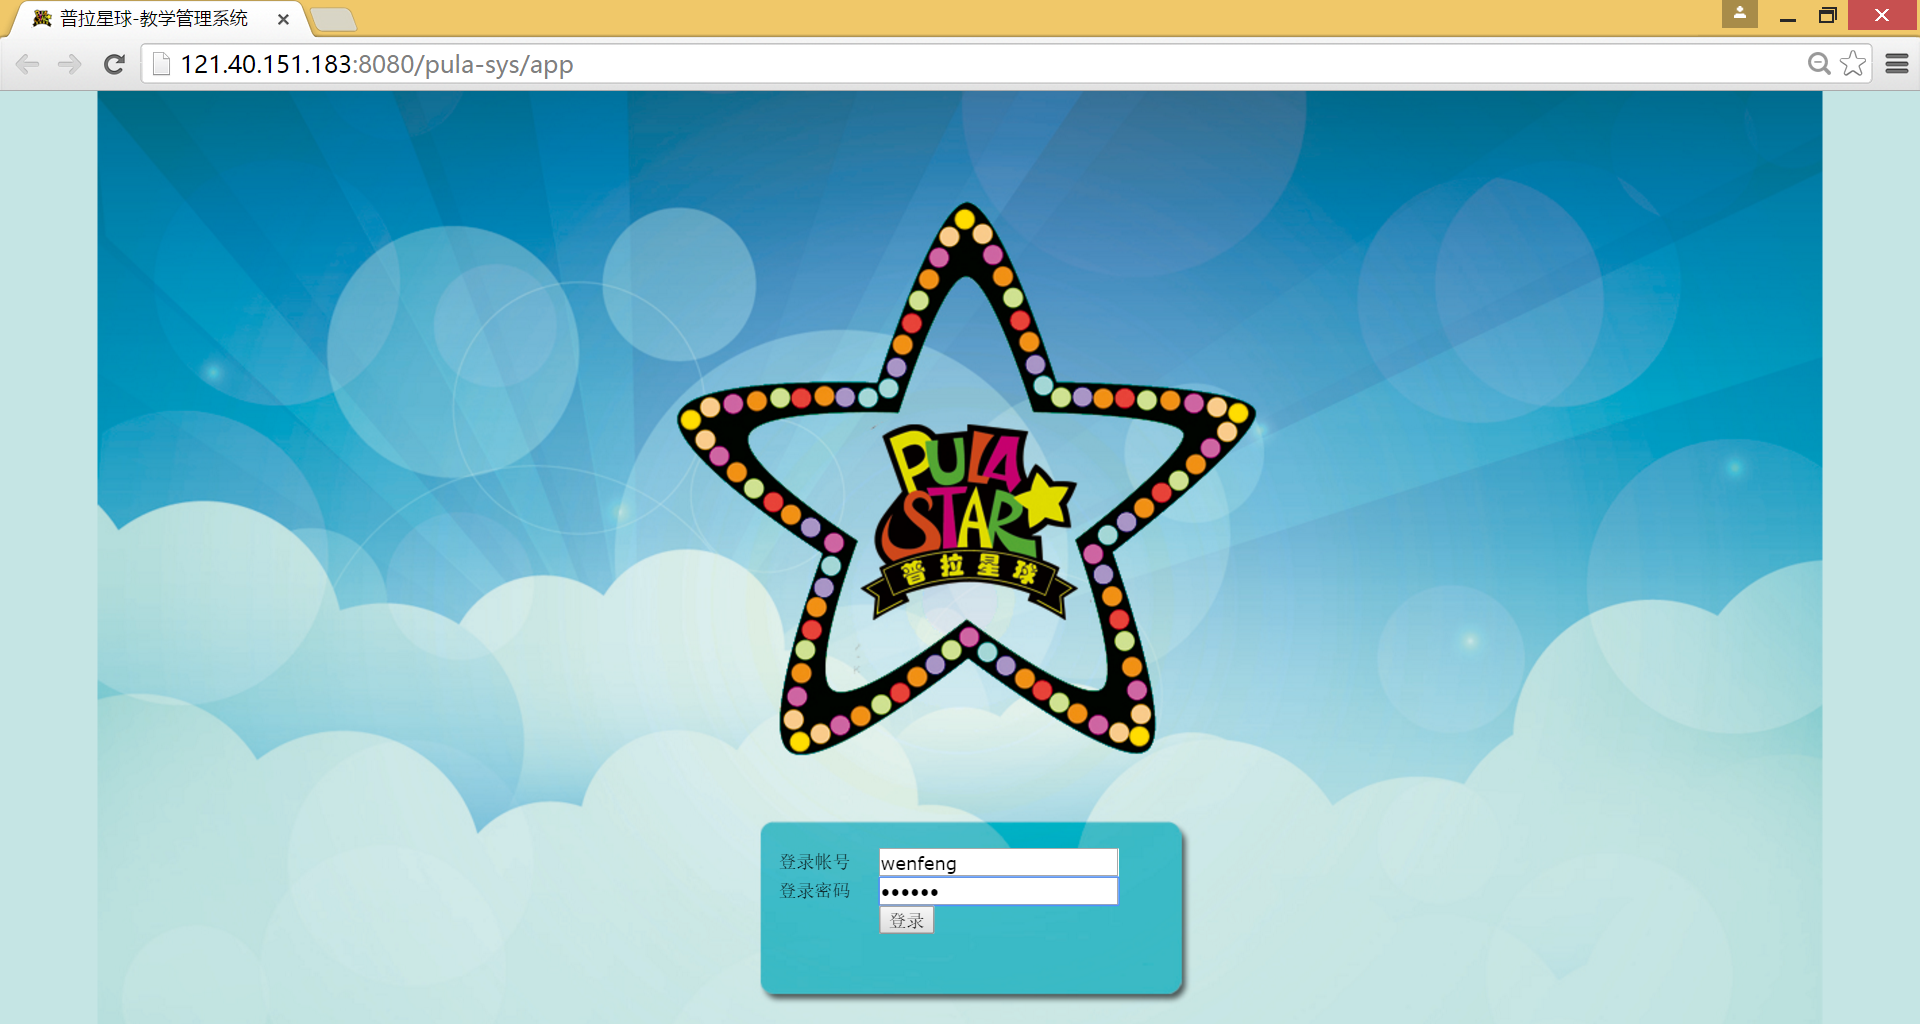 普拉星球-教学管理系统
121.40.151.183:8080/pula-sys/app
PULA
STAR
普拉星球
登录帐号 wenfeng
登录密码 ••••••
登录